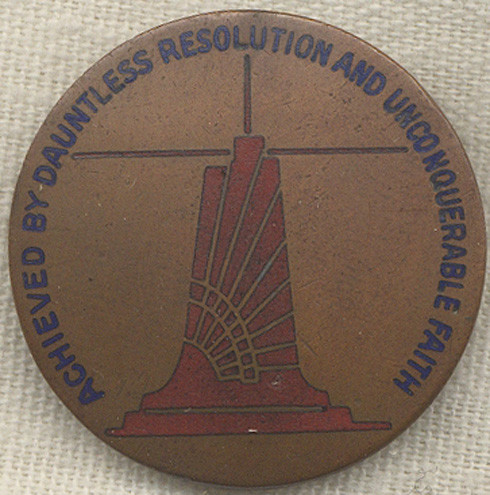 ACHIEVED BY DAUNTLESS RESOLUTION AND UNCONQUERABLE FAITH